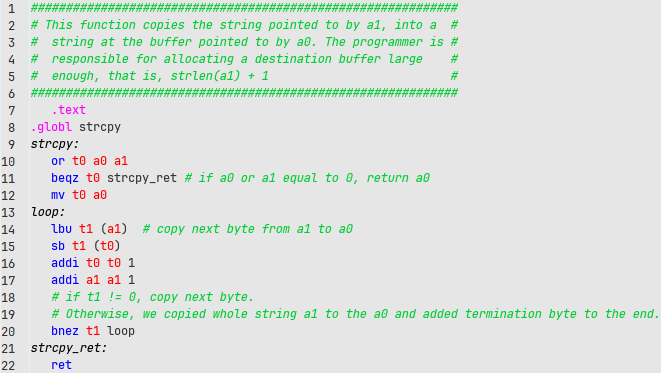 1 #############################################################
2 # This function copies the string pointed to by a1, into a #
3 # string at the buffer pointed to by a0. The programmer is #
4 # responsible for allocating a destination buffer large #
5 # enough, that is, strlen(a1) + 1 #
6 #############################################################
7 .text
8 .globl strcpy
9 strcpy:
10 or t0 a0 a1
11 beqz t0 strcpy_ret # if a0 or a1 equal to 0, return a0
12 mv t0 a0
13 loop:
14 lbu t1 (a1) # copy next byte from a1 to a0
15 sb t1 (t0)
16 addi t0 t0 1
17 addi a1 a1 1
18 # if t1 != 0, copy next byte.
19 # Otherwise, we copied whole string a1 to the a0 and added termination byte to the end.
20 bnez t1 loop
21 strcpy_ret:
22 ret